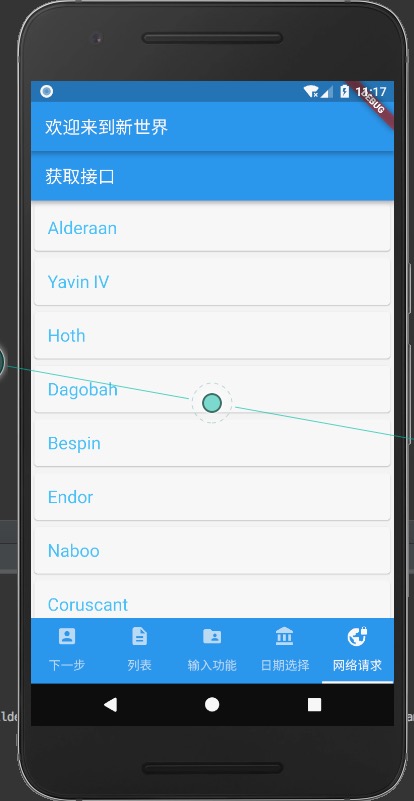 11:17
DEBUG
欢迎来到新世界
获取接口
Alderaan
Yavin IV
Hoth
Dagobah
Bespin
Endor
Naboo
Coruscant
下一步 列表 输入功能 日期选择 网络请求